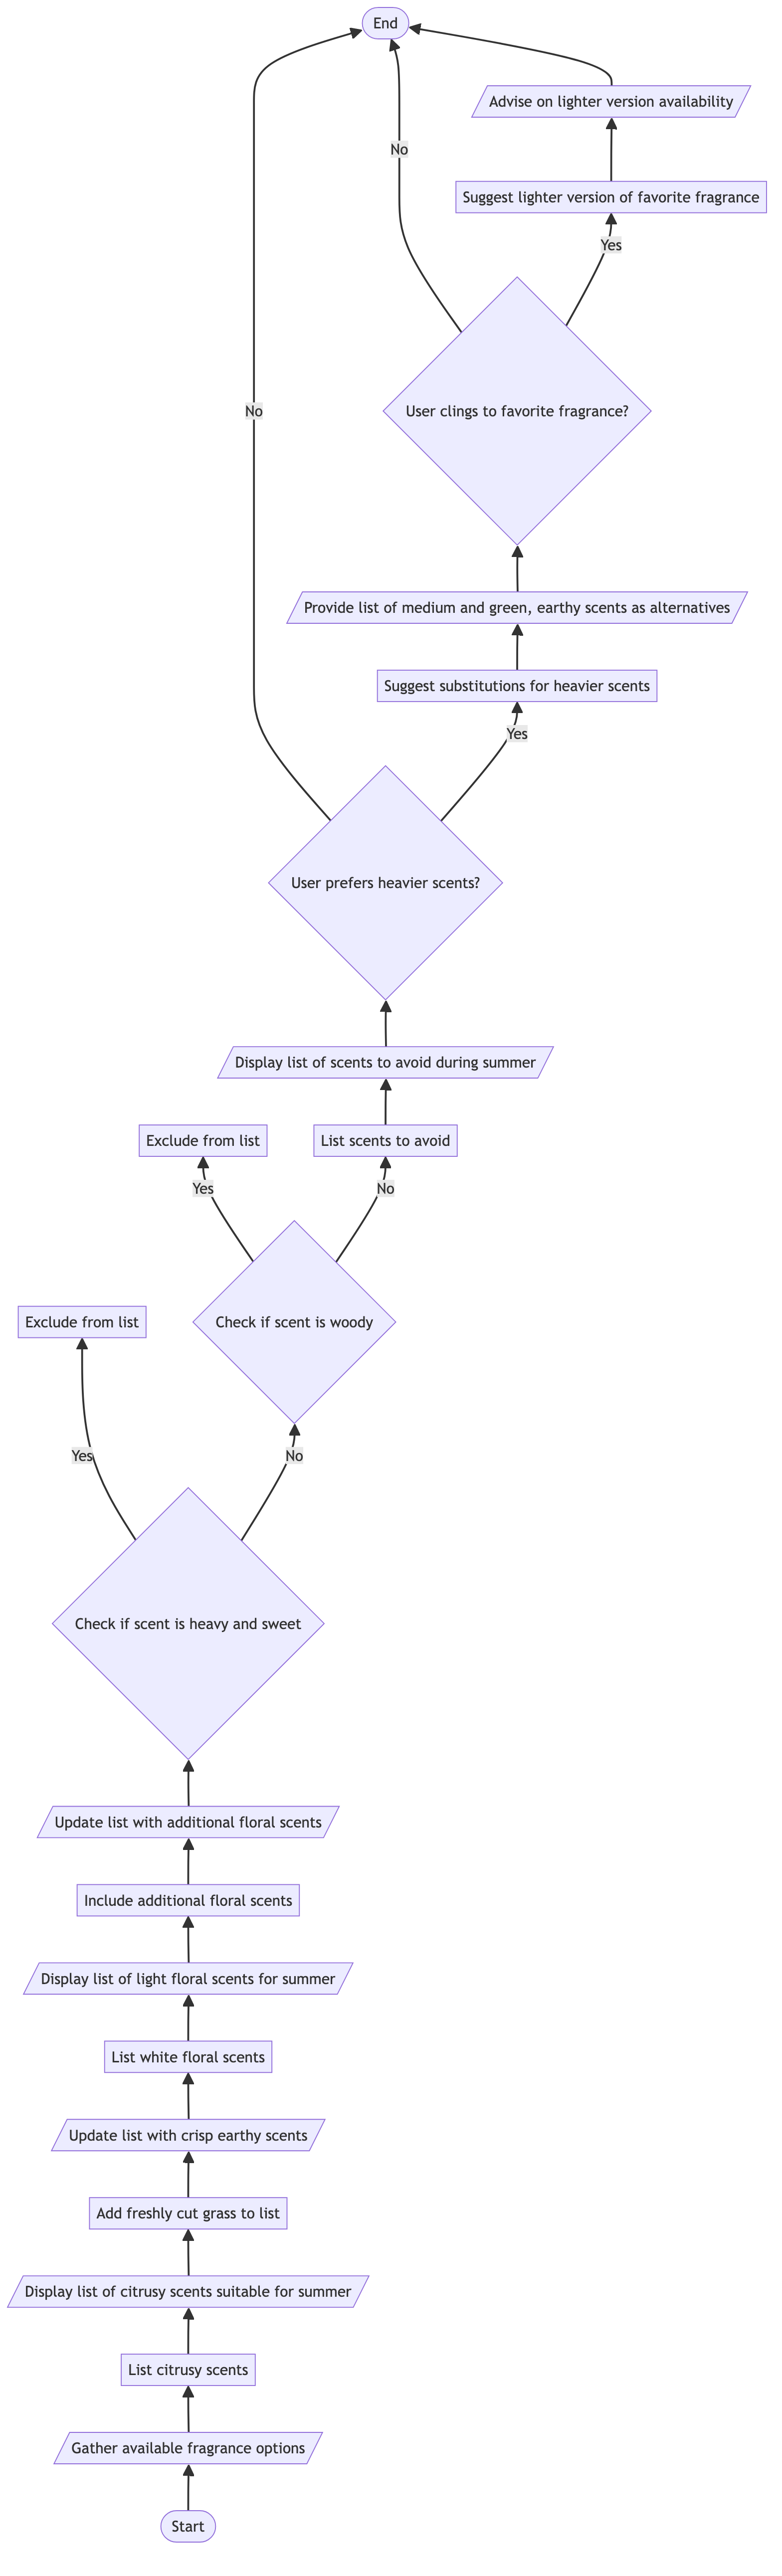 End
Advise on lighter version availability
No
Suggest lighter version of favorite fragrance
Yes
User clings to favorite fragrance?
No
Provide list of medium and green, earthy scents as alternatives
Suggest substitutions for heavier scents
Yes
User prefers heavier scents?
Display list of scents to avoid during summer
Exclude from list
List scents to avoid
Yes
No
Exclude from list
Check if scent is woody
Yes
No
Check if scent is heavy and sweet
Update list with additional floral scents
Include additional floral scents
Display list of light floral scents for summer
List white floral scents
Update list with crisp earthy scents
Add freshly cut grass to list
Display list of citrusy scents suitable for summer
List citrusy scents
Gather available fragrance options
Start